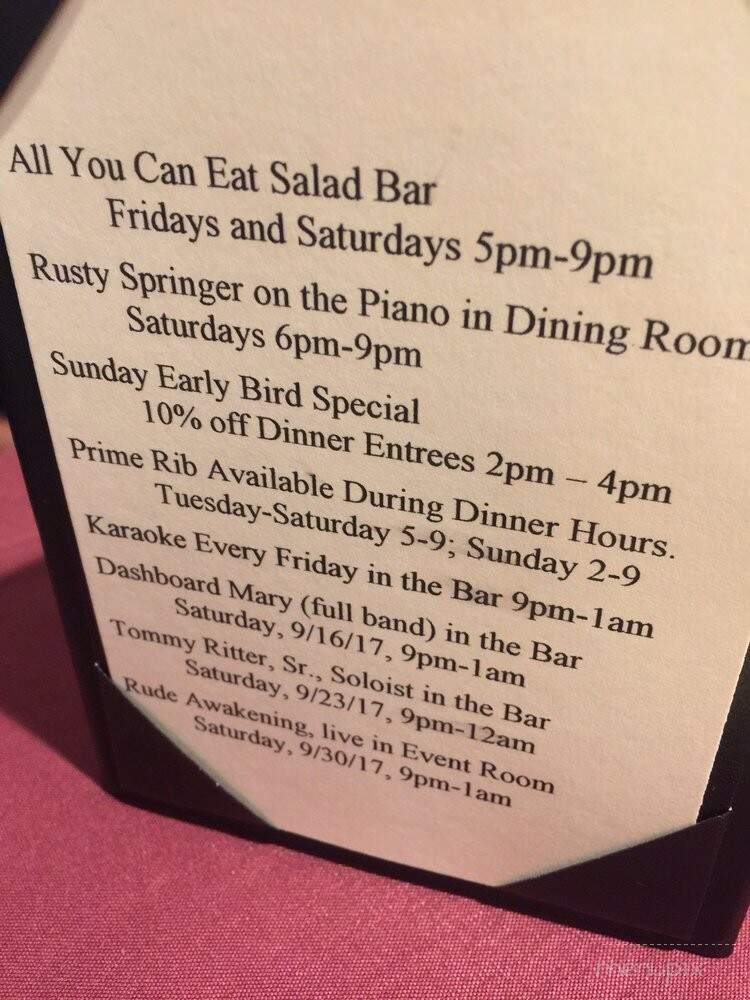 All You Can Eat Salad Bar
Fridays and Saturdays 5pm-9pm
Rusty Springer on the Piano in Dining Room
Saturdays 6pm-9pm
Sunday Early Bird Special
10% off Dinner Entrees 2pm – 4pm
Prime Rib Available During Dinner Hours.
Tuesday-Saturday 5-9; Sunday 2-9
Karaoke Every Friday in the Bar 9pm-1am
Dashboard Mary (full band) in the Bar
Saturday, 9/16/17, 9pm-1am
Tommy Ritter, Sr., Soloist in the Bar
Saturday, 9/23/17, 9pm-12am
Rude Awakening, live in Event Room
Saturday, 9/30/17, 9pm-1am
menupix